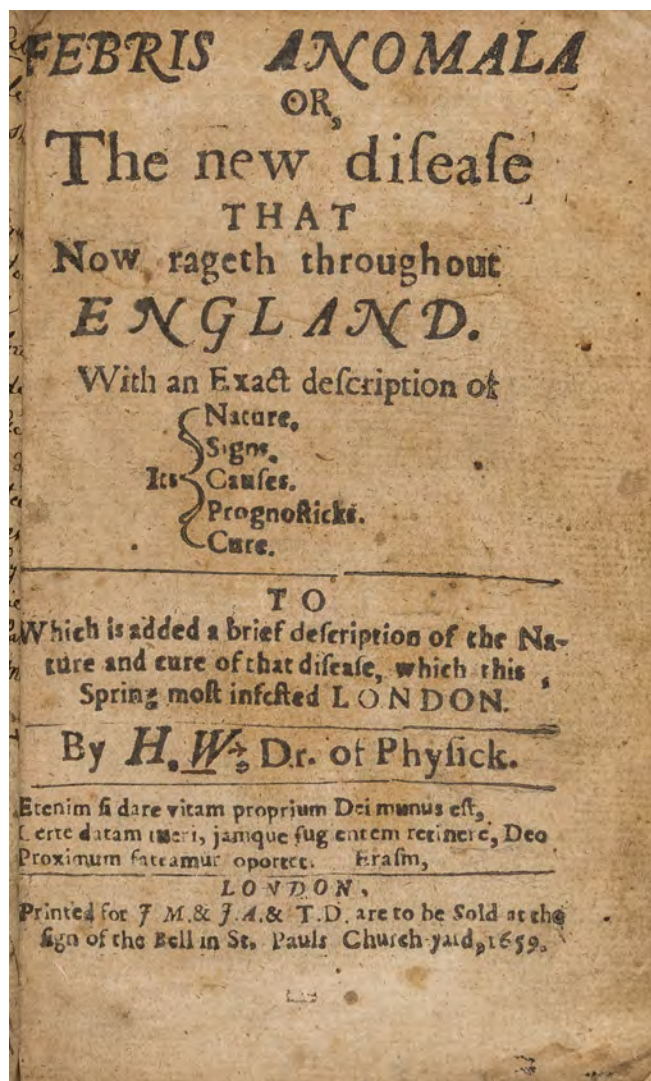 FEBRIS ANOMALA
OR,
The new diſeaſe
THAT
Now rageth throughout
ENGLAND.
With an Exact deſcription of
Nature.
Signs.
Its Cauſes.
Prognoſticks.
Cure.
TO
Which is added a brief deſcription of the Na-
ture and cure of that diſeaſe, which this
Spring moſt infeſted LONDON.
By H. W. Dr. of Phyſick.
Etenim ſi dare vitam proprium Dei munus eſt,
Certe datam tueri, jamque fugientem retinere, Deo
Proximum fateamur oportet. Eraſm,
LONDON,
Printed for J M. & J. A. & T. D. are to be Sold at the
ſign of the Bell in St. Pauls Church-yard, 1659.